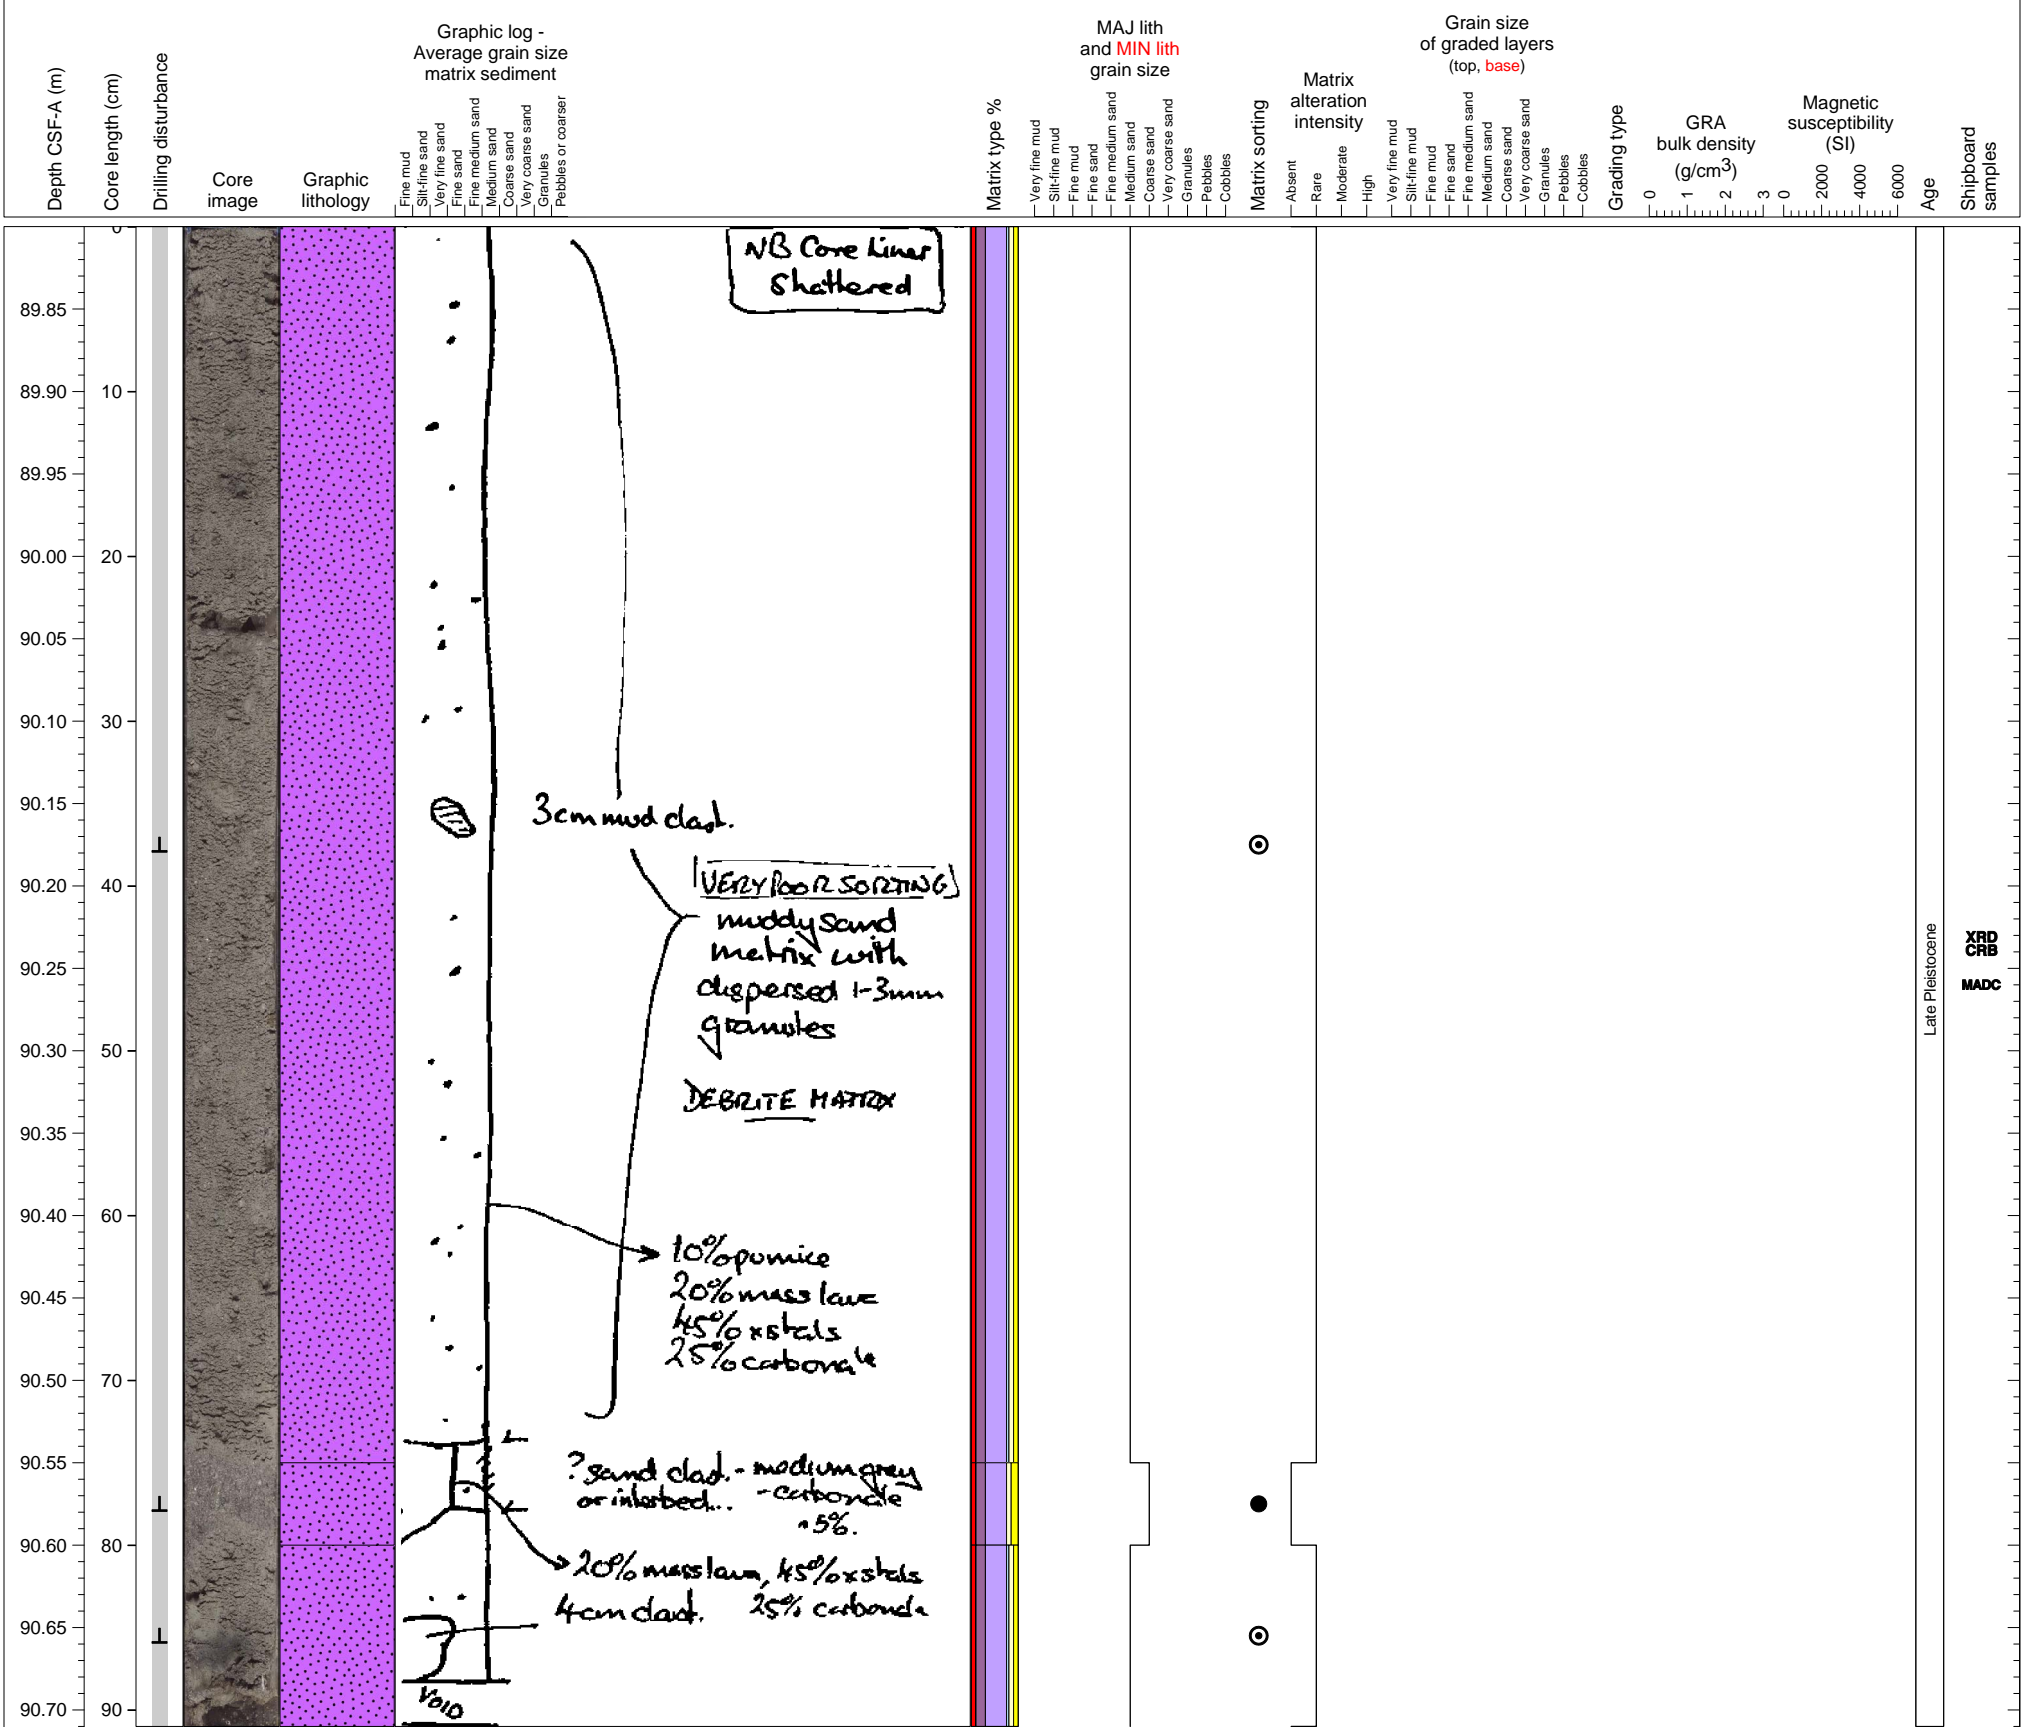 Depth CSF-A (m)
Core length (cm)
Drilling disturbance
Core
image
Graphic
lithology
Graphic log -
Average grain size
matrix sediment
Fine mud
Silt-fine sand
Very fine sand
Fine sand
Fine medium sand
Medium sand
Coarse sand
Very coarse sand
Granules
Pebbles or coarser
Matrix type %
MAJ lith
and MIN lith
grain size
Very fine mud
Silt-fine mud
Fine mud
Fine sand
Fine medium sand
Medium sand
Coarse sand
Very coarse sand
Granules
Pebbles
Cobbles
Matrix sorting
Matrix
alteration
intensity
Absent
Rare
Moderate
High
Grain size
of graded layers
(top, base)
Very fine mud
Silt-fine mud
Fine mud
Fine sand
Fine medium sand
Medium sand
Coarse sand
Very coarse sand
Granules
Pebbles
Cobbles
Grading type
GRA
bulk density
(g/cm3)
0 1 2 3
Magnetic
susceptibility
(SI)
0 2000 4000 6000
Age
Shipboard
samples
0
89.85
89.90 10
89.95
90.00 20
90.05
90.10 30
90.15
90.20 40
90.25
90.30 50
90.35
90.40 60
90.45
90.50 70
90.55
90.60 80
90.65
90.70 90
NB Core Liner
Shattered
3cm mud clast.
VERY POOR SORTING
muddy sand
matrix with
dispersed 1-3mm
granules
DEBRITE MATRIX
10% pumice
20% mass lava
45% xstals
25% carbonate
? sand clast. - medium grey
or interbed... - carbonate
~5%.
20% mass lava, 45% xstals
4cm clast. 25% carbonate
VOID
Late Pleistocene
XRD
CRB
MADC